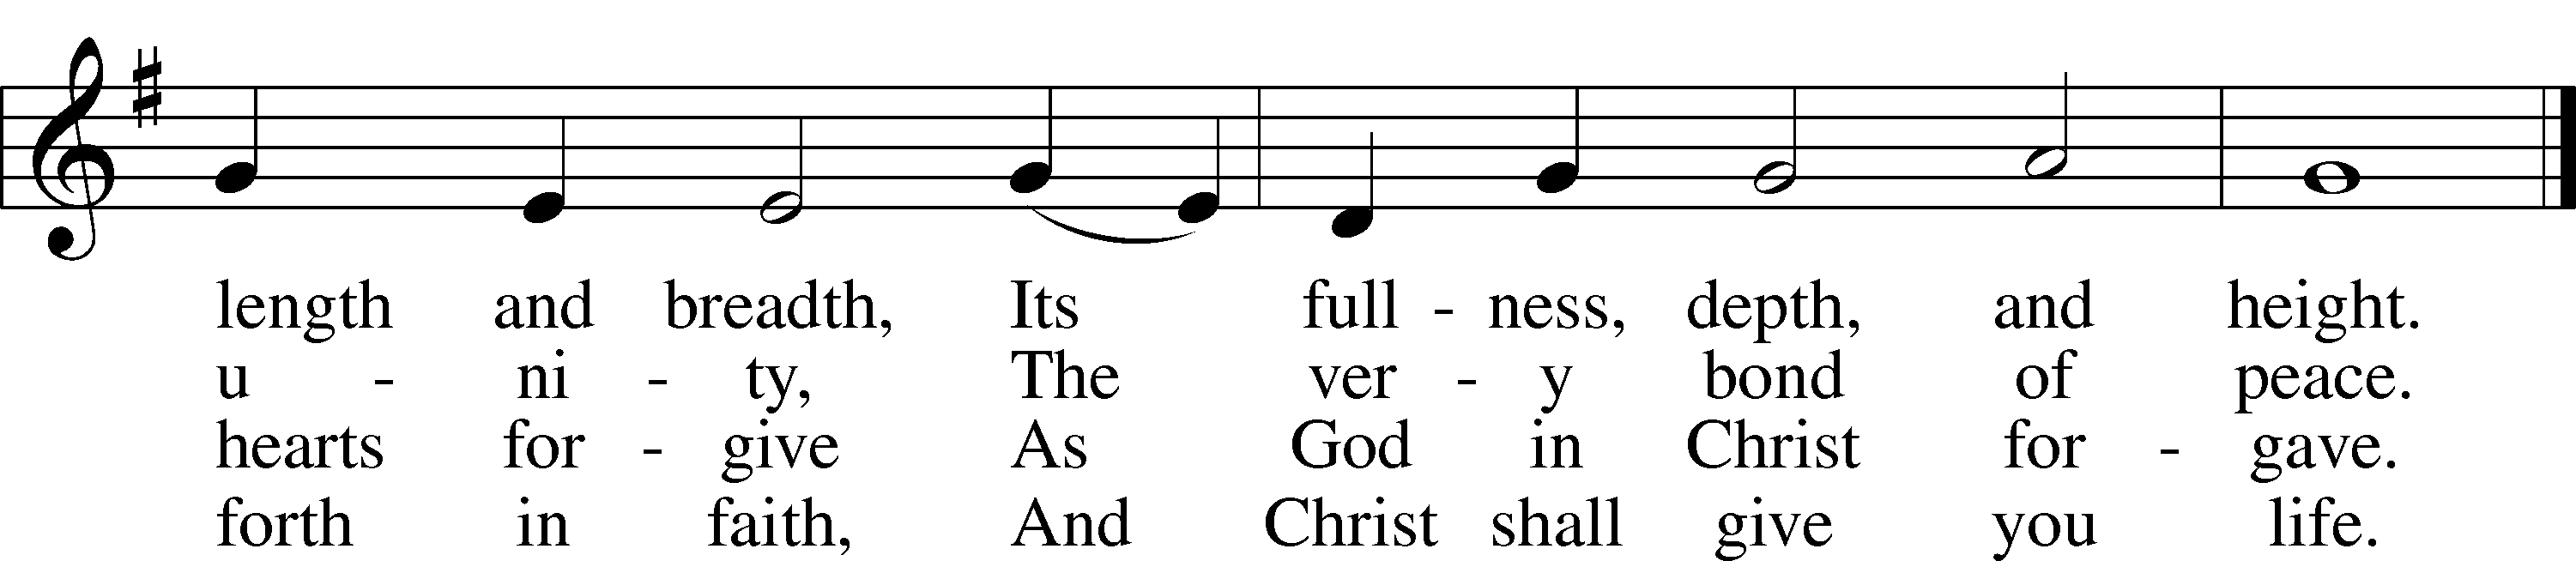 length and breadth, Its full - ness, depth, and height.
u - ni - ty, The ver - y bond of peace.
hearts for - give As God in Christ for - gave.
forth in faith, And Christ shall give you life.